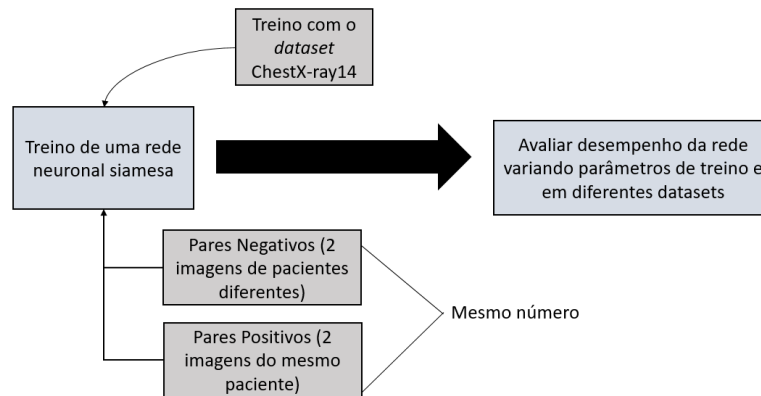 Treino com o
dataset
ChestX-ray14
Treino de uma rede
neuronal siamesa
Avaliar desempenho da rede
variando parâmetros de treino e
em diferentes datasets
Pares Negativos (2
imagens de pacientes
diferentes)
Mesmo número
Pares Positivos (2
imagens do mesmo
paciente)